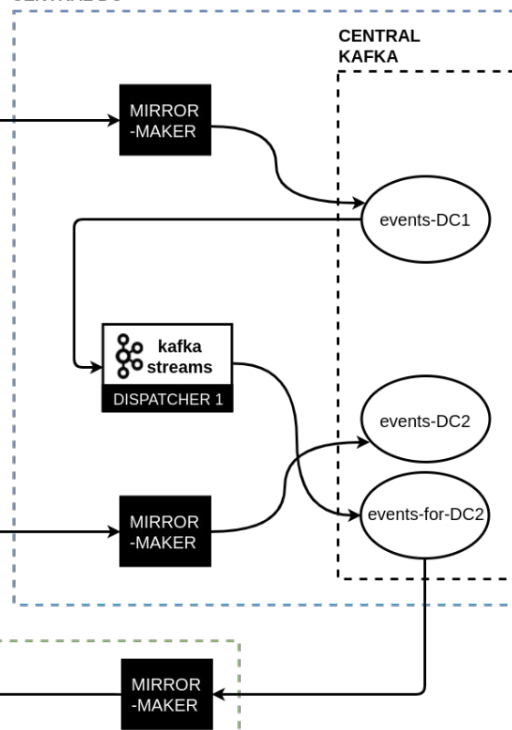 CENTRAL
KAFKA
MIRROR
-MAKER
events-DC1
kafka
streams
DISPATCHER 1
events-DC2
events-for-DC2
MIRROR
-MAKER
MIRROR
-MAKER